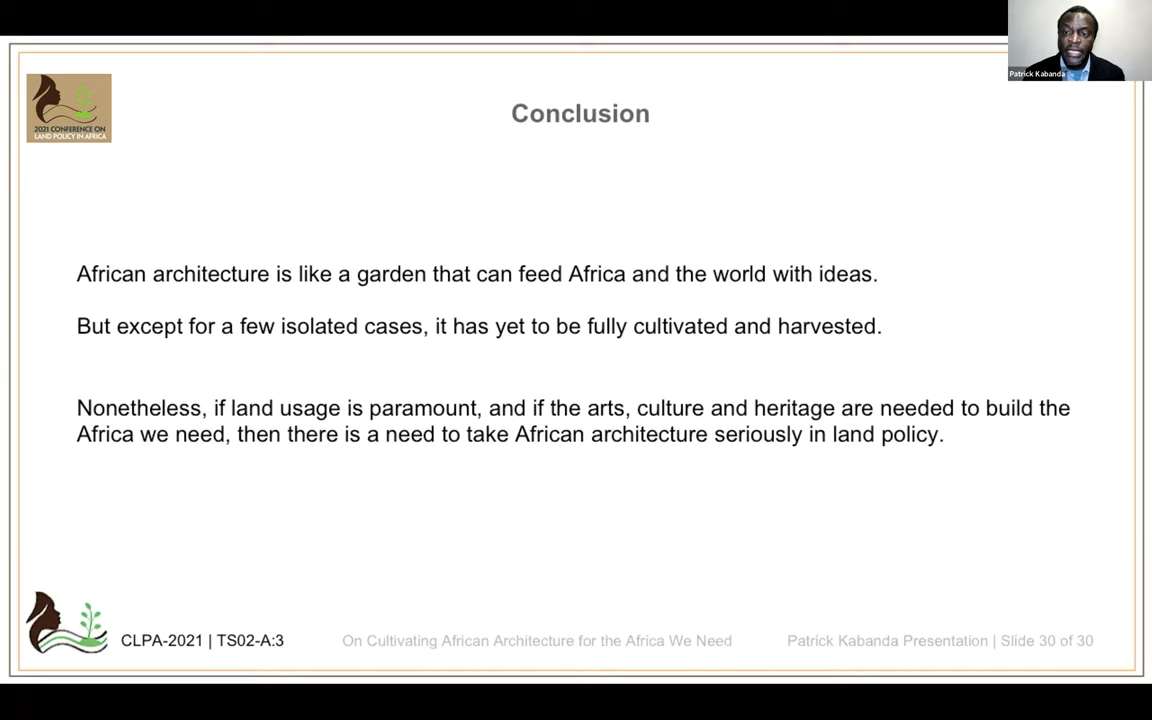 Patrick Kabanda
2021 CONFERENCE ON
LAND POLICY IN AFRICA
Conclusion
African architecture is like a garden that can feed Africa and the world with ideas.
But except for a few isolated cases, it has yet to be fully cultivated and harvested.
Nonetheless, if land usage is paramount, and if the arts, culture and heritage are needed to build the
Africa we need, then there is a need to take African architecture seriously in land policy.
CLPA-2021 | TS02-A:3 On Cultivating African Architecture for the Africa We Need Patrick Kabanda Presentation | Slide 30 of 30